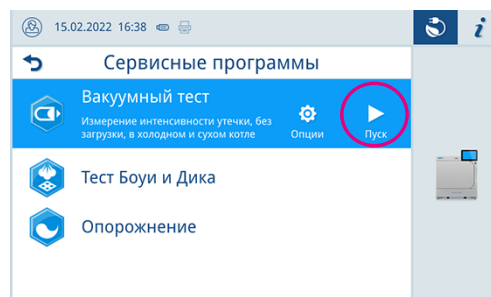 15.02.2022 16:38
i
Сервисные программы
Вакуумный тест
Измерение интенсивности утечки, без
загрузки, в холодном и сухом котле
Опции
Пуск
Тест Боуи и Дика
Опорожнение